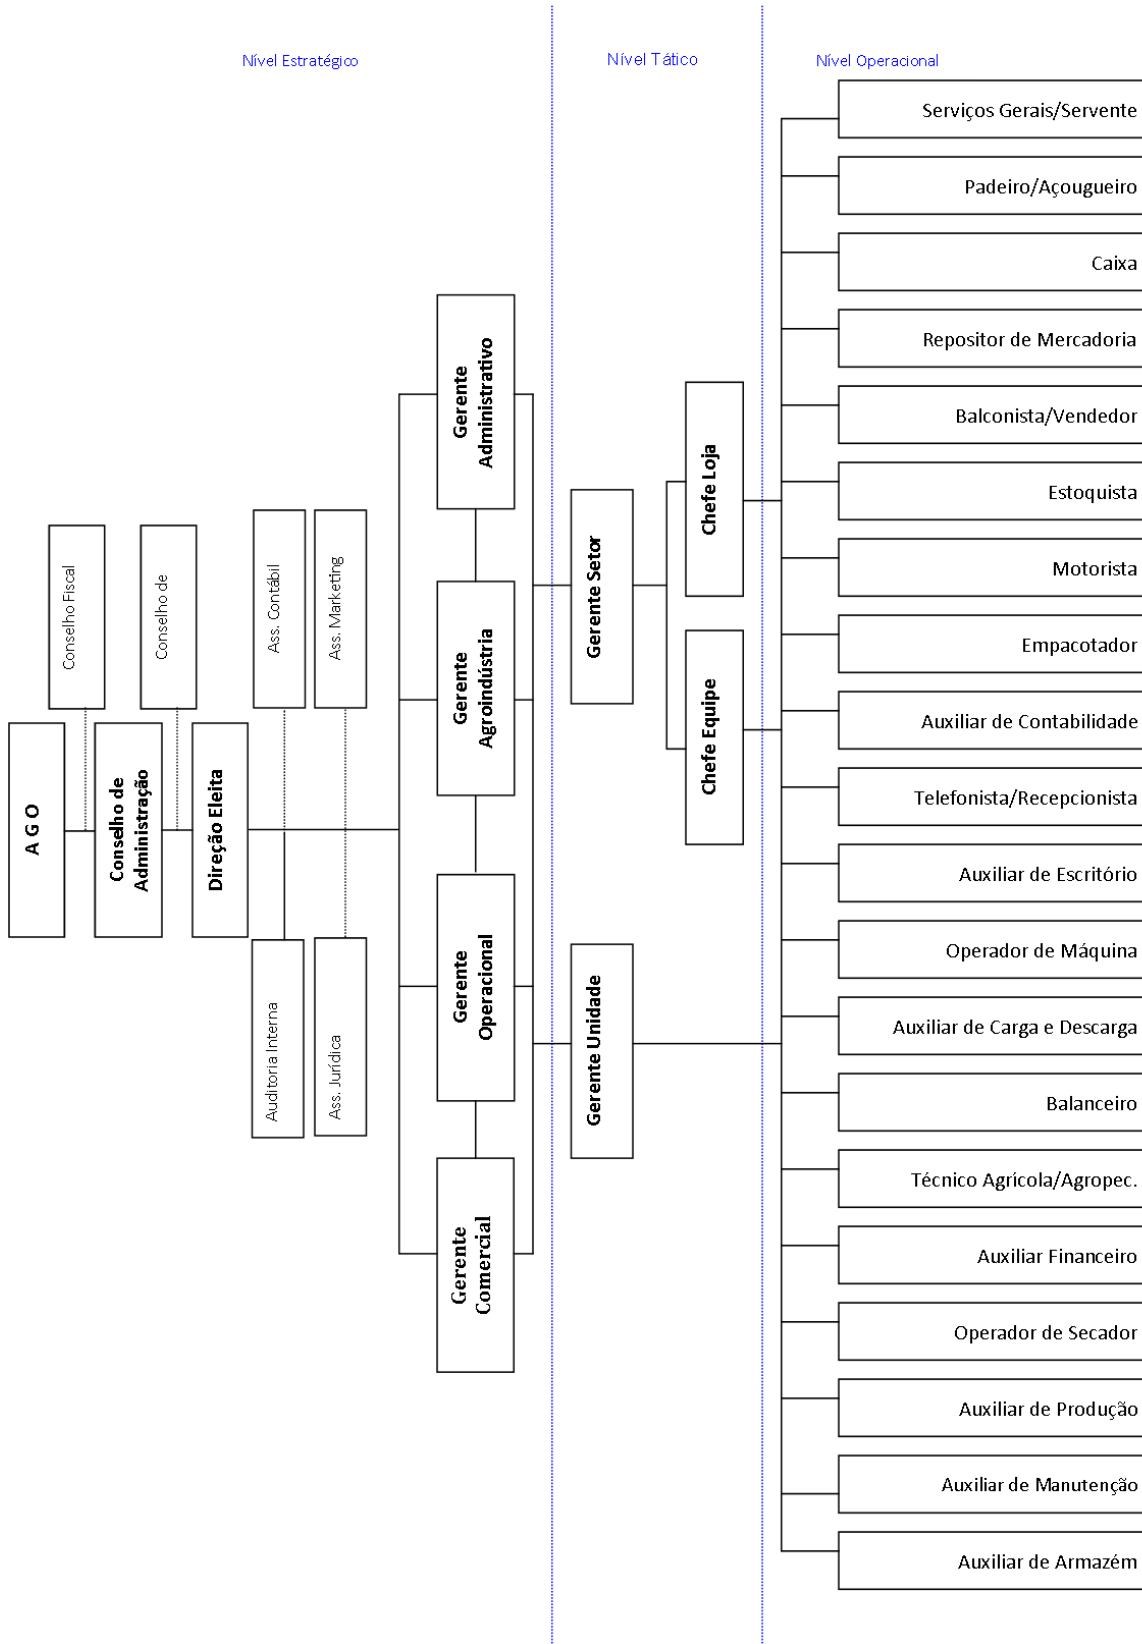 Nível Estratégico
Nível Tático
Nível Operacional
A G O
Conselho Fiscal
Conselho de
Administração
Conselho de
Direção Eleita
Auditoria Interna
Ass. Contábil
Ass. Jurídica
Ass. Marketing
Gerente
Comercial
Gerente
Operacional
Gerente
Agroindústria
Gerente
Administrativo
Gerente Unidade
Gerente Setor
Chefe Equipe
Chefe Loja
Serviços Gerais/Servente
Padeiro/Açougueiro
Caixa
Repositor de Mercadoria
Balconista/Vendedor
Estoquista
Motorista
Empacotador
Auxiliar de Contabilidade
Telefonista/Recepcionista
Auxiliar de Escritório
Operador de Máquina
Auxiliar de Carga e Descarga
Balanceiro
Técnico Agrícola/Agropec.
Auxiliar Financeiro
Operador de Secador
Auxiliar de Produção
Auxiliar de Manutenção
Auxiliar de Armazém